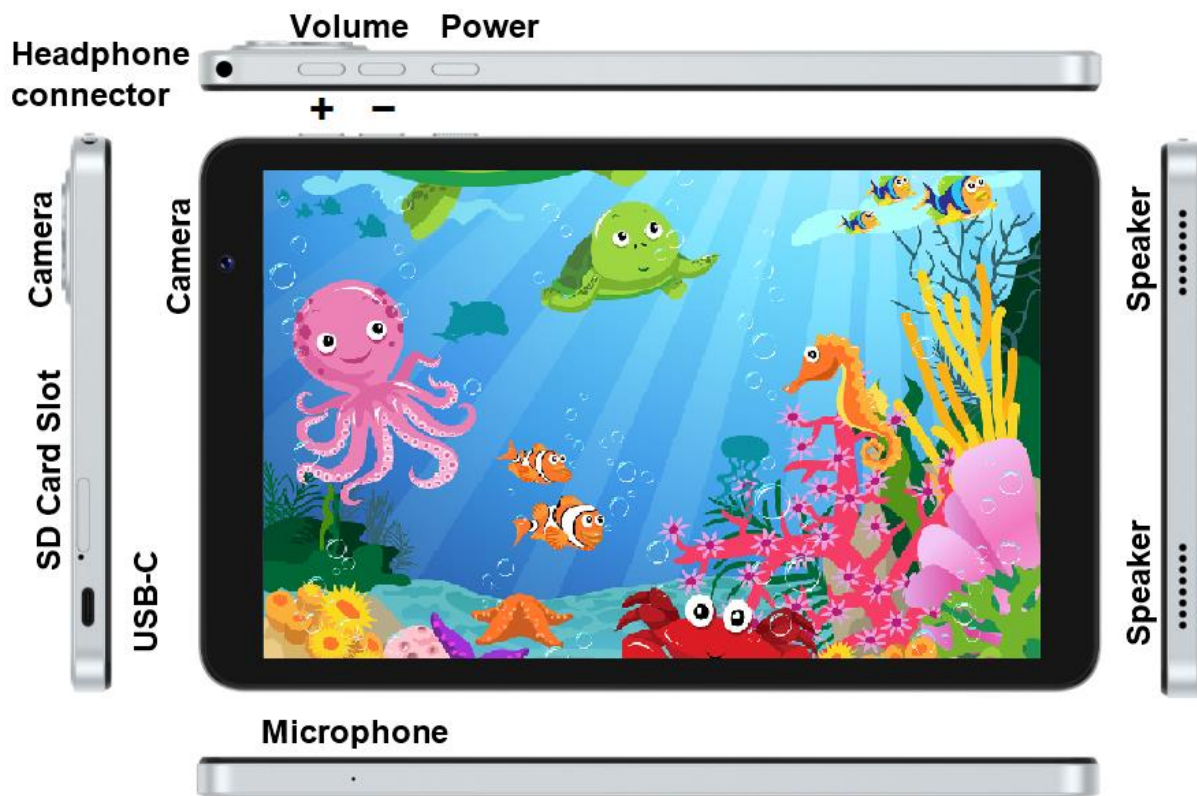 Volume Power
Headphone
connector
+ −
Camera
Camera
Speaker
SD Card Slot
USB-C
Speaker
Microphone